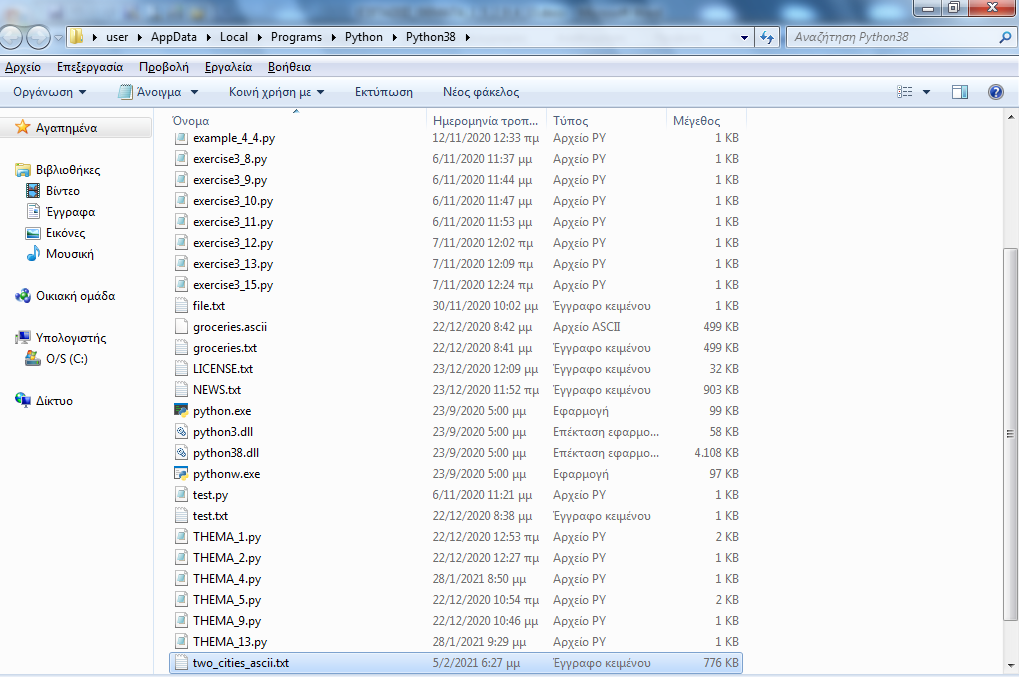 user ▸ AppData ▸ Local ▸ Programs ▸ Python ▸ Python38 ▸
Αναζήτηση Python38
Αρχείο Επεξεργασία Προβολή Εργαλεία Βοήθεια
Οργάνωση Άνοιγμα Κοινή χρήση με Εκτύπωση Νέος φάκελος
Αγαπημένα
Βιβλιοθήκες
Βίντεο
Έγγραφα
Εικόνες
Μουσική
Οικιακή ομάδα
Υπολογιστής
O/S (C:)
Δίκτυο
Όνομα Ημερομηνία τροπ... Τύπος Μέγεθος
example_4_4.py 12/11/2020 12:33 πμ Αρχείο PY 1 KB
exercise3_8.py 6/11/2020 11:37 μμ Αρχείο PY 1 KB
exercise3_9.py 6/11/2020 11:44 μμ Αρχείο PY 1 KB
exercise3_10.py 6/11/2020 11:47 μμ Αρχείο PY 1 KB
exercise3_11.py 6/11/2020 11:53 μμ Αρχείο PY 1 KB
exercise3_12.py 7/11/2020 12:02 πμ Αρχείο PY 1 KB
exercise3_13.py 7/11/2020 12:09 πμ Αρχείο PY 1 KB
exercise3_15.py 7/11/2020 12:24 πμ Αρχείο PY 1 KB
file.txt 30/11/2020 10:02 μμ Έγγραφο κειμένου 1 KB
groceries.ascii 22/12/2020 8:42 μμ Αρχείο ASCII 499 KB
groceries.txt 22/12/2020 8:41 μμ Έγγραφο κειμένου 499 KB
LICENSE.txt 23/12/2020 12:09 μμ Έγγραφο κειμένου 32 KB
NEWS.txt 23/12/2020 11:52 πμ Έγγραφο κειμένου 903 KB
python.exe 23/9/2020 5:00 μμ Εφαρμογή 99 KB
python3.dll 23/9/2020 5:00 μμ Επέκταση εφαρμο... 58 KB
python38.dll 23/9/2020 5:00 μμ Επέκταση εφαρμο... 4.108 KB
pythonw.exe 23/9/2020 5:00 μμ Εφαρμογή 97 KB
test.py 6/11/2020 11:21 μμ Αρχείο PY 1 KB
test.txt 22/12/2020 8:38 μμ Έγγραφο κειμένου 1 KB
THEMA_1.py 22/12/2020 12:53 πμ Αρχείο PY 2 KB
THEMA_2.py 22/12/2020 12:27 πμ Αρχείο PY 1 KB
THEMA_4.py 28/1/2021 8:50 μμ Αρχείο PY 1 KB
THEMA_5.py 22/12/2020 10:54 πμ Αρχείο PY 2 KB
THEMA_9.py 22/12/2020 10:46 μμ Αρχείο PY 1 KB
THEMA_13.py 28/1/2021 9:29 μμ Αρχείο PY 1 KB
two_cities_ascii.txt 5/2/2021 6:27 μμ Έγγραφο κειμένου 776 KB